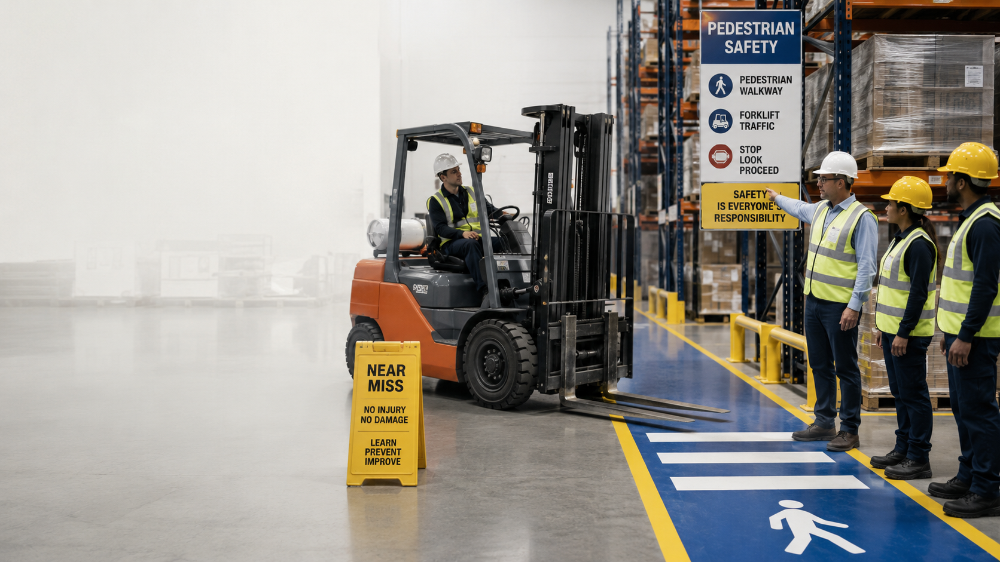 PEDESTRIAN
SAFETY
PEDESTRIAN
WALKWAY
FORKLIFT
TRAFFIC
STOP
LOOK
PROCEED
SAFETY
IS EVERYONE'S
RESPONSIBILITY
NEAR
MISS
NO INJURY
NO DAMAGE
LEARN
PREVENT
IMPROVE